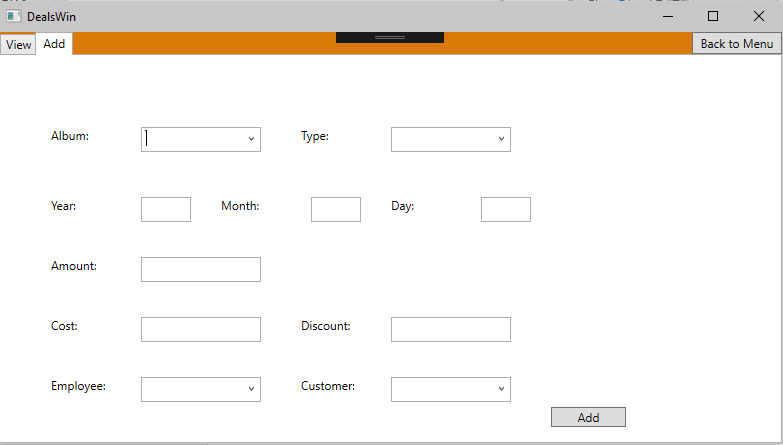 DealsWin
View Add Back to Menu
Album: Type:
Year: Month: Day:
Amount:
Cost: Discount:
Employee: Customer:
Add